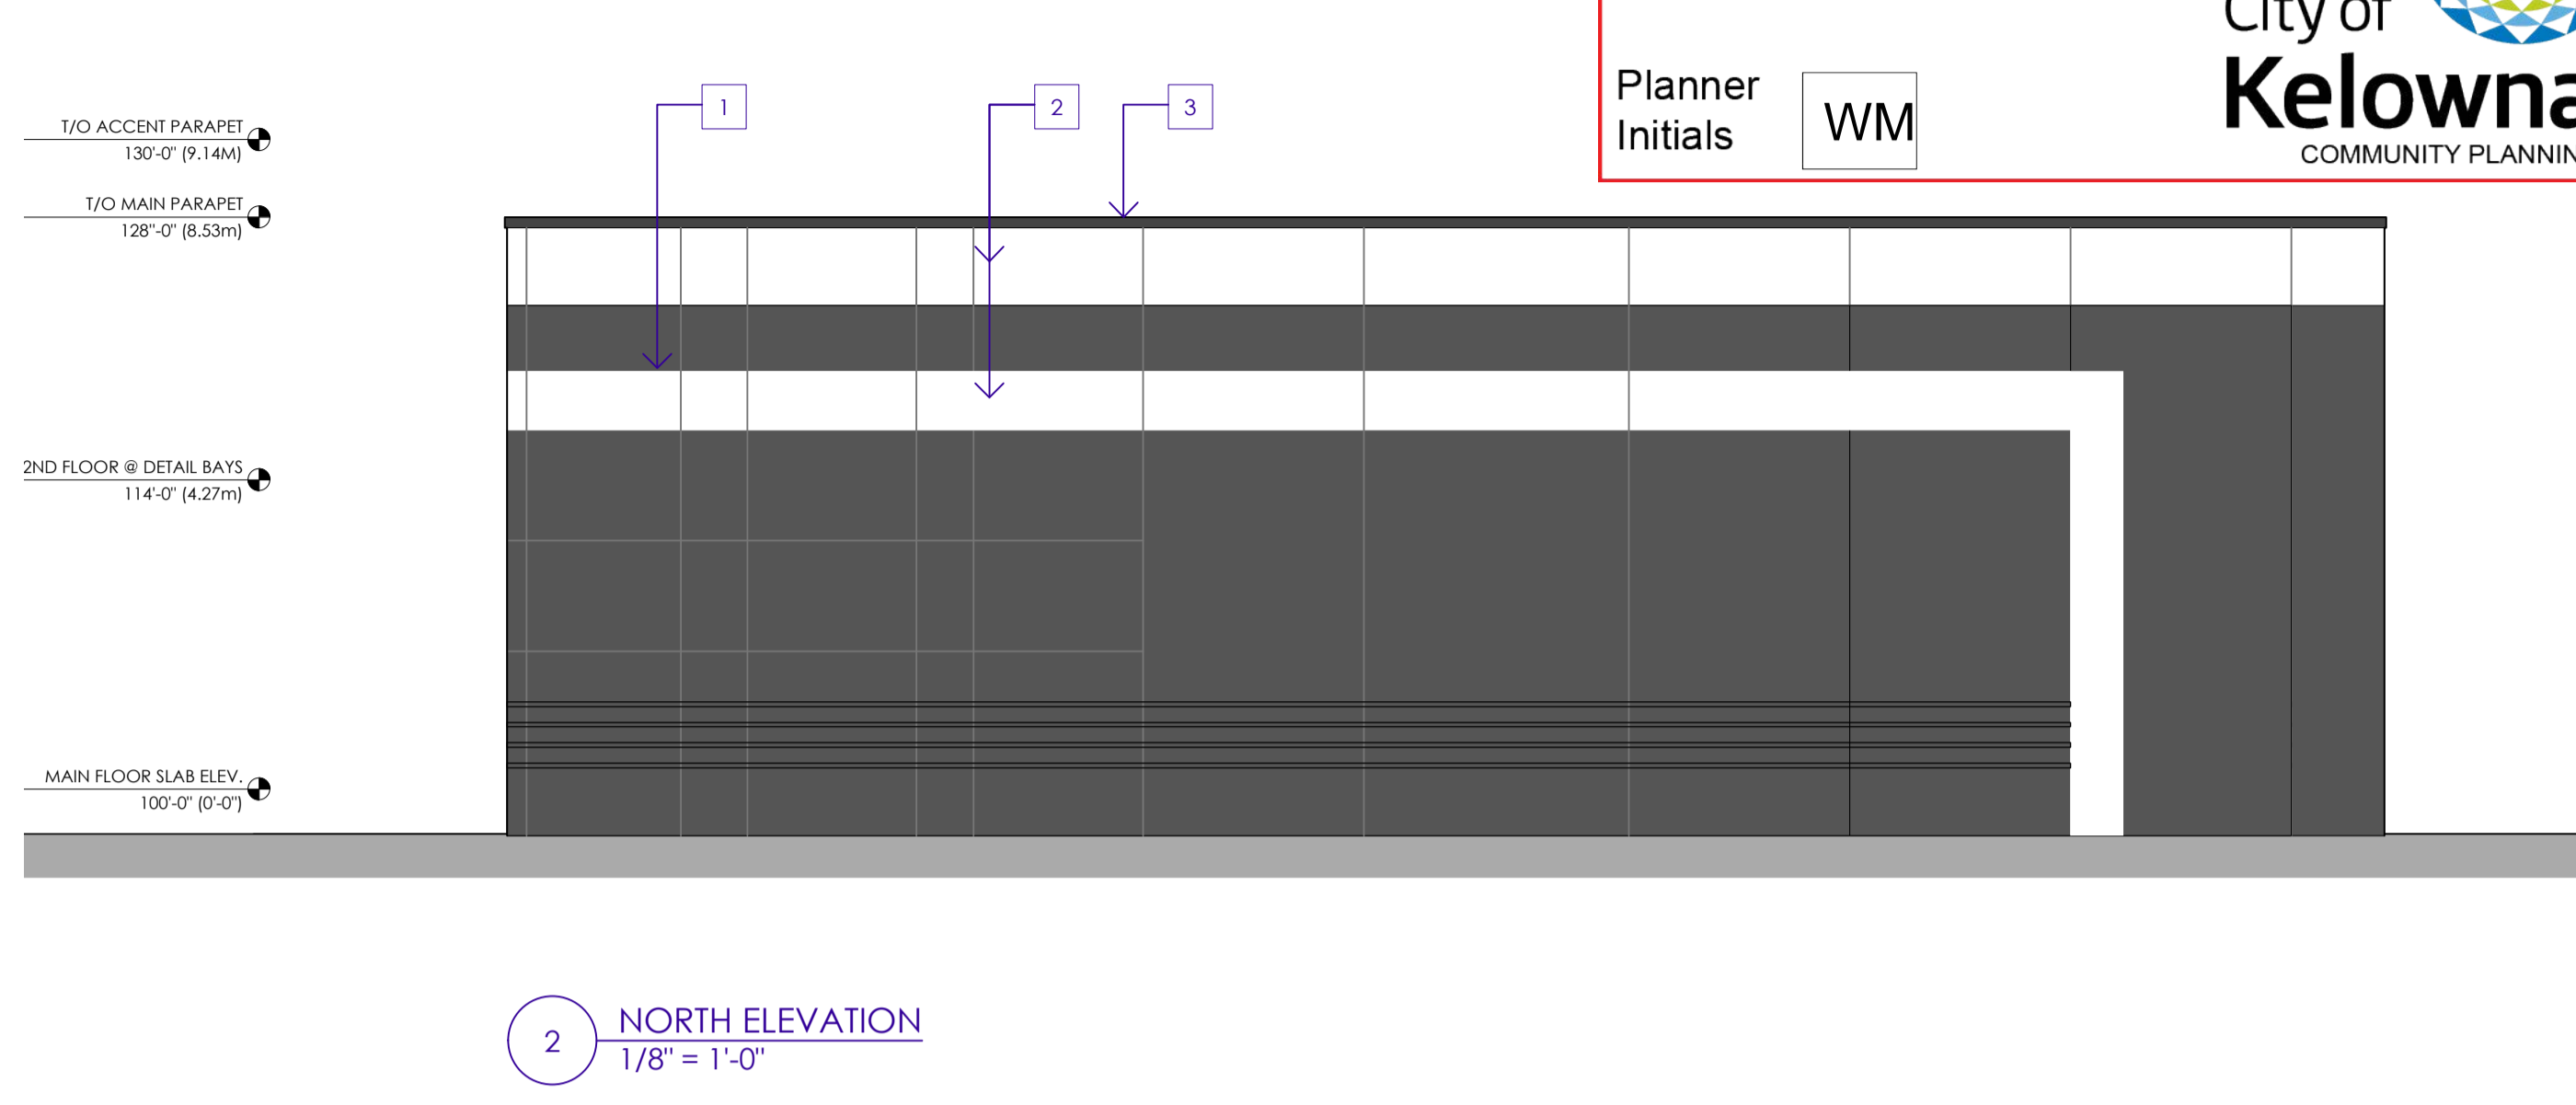 City of
Kelowna
COMMUNITY PLANNIN
Planner
Initials
WM
1
2
3
T/O ACCENT PARAPET
130'-0" (9.14M)
T/O MAIN PARAPET
128"-0" (8.53m)
2ND FLOOR @ DETAIL BAYS
114'-0" (4.27m)
MAIN FLOOR SLAB ELEV.
100'-0" (0'-0")
2
NORTH ELEVATION
1/8" = 1'-0"